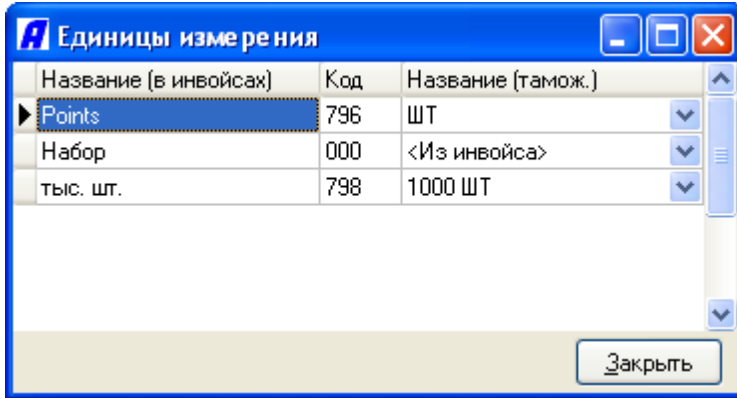 Единицы измерения
Название (в инвойсах) Код Название (тамож.)
Points 796 ШТ
Набор 000 <Из инвойса>
тыс. шт. 798 1000 ШТ
Закрыть